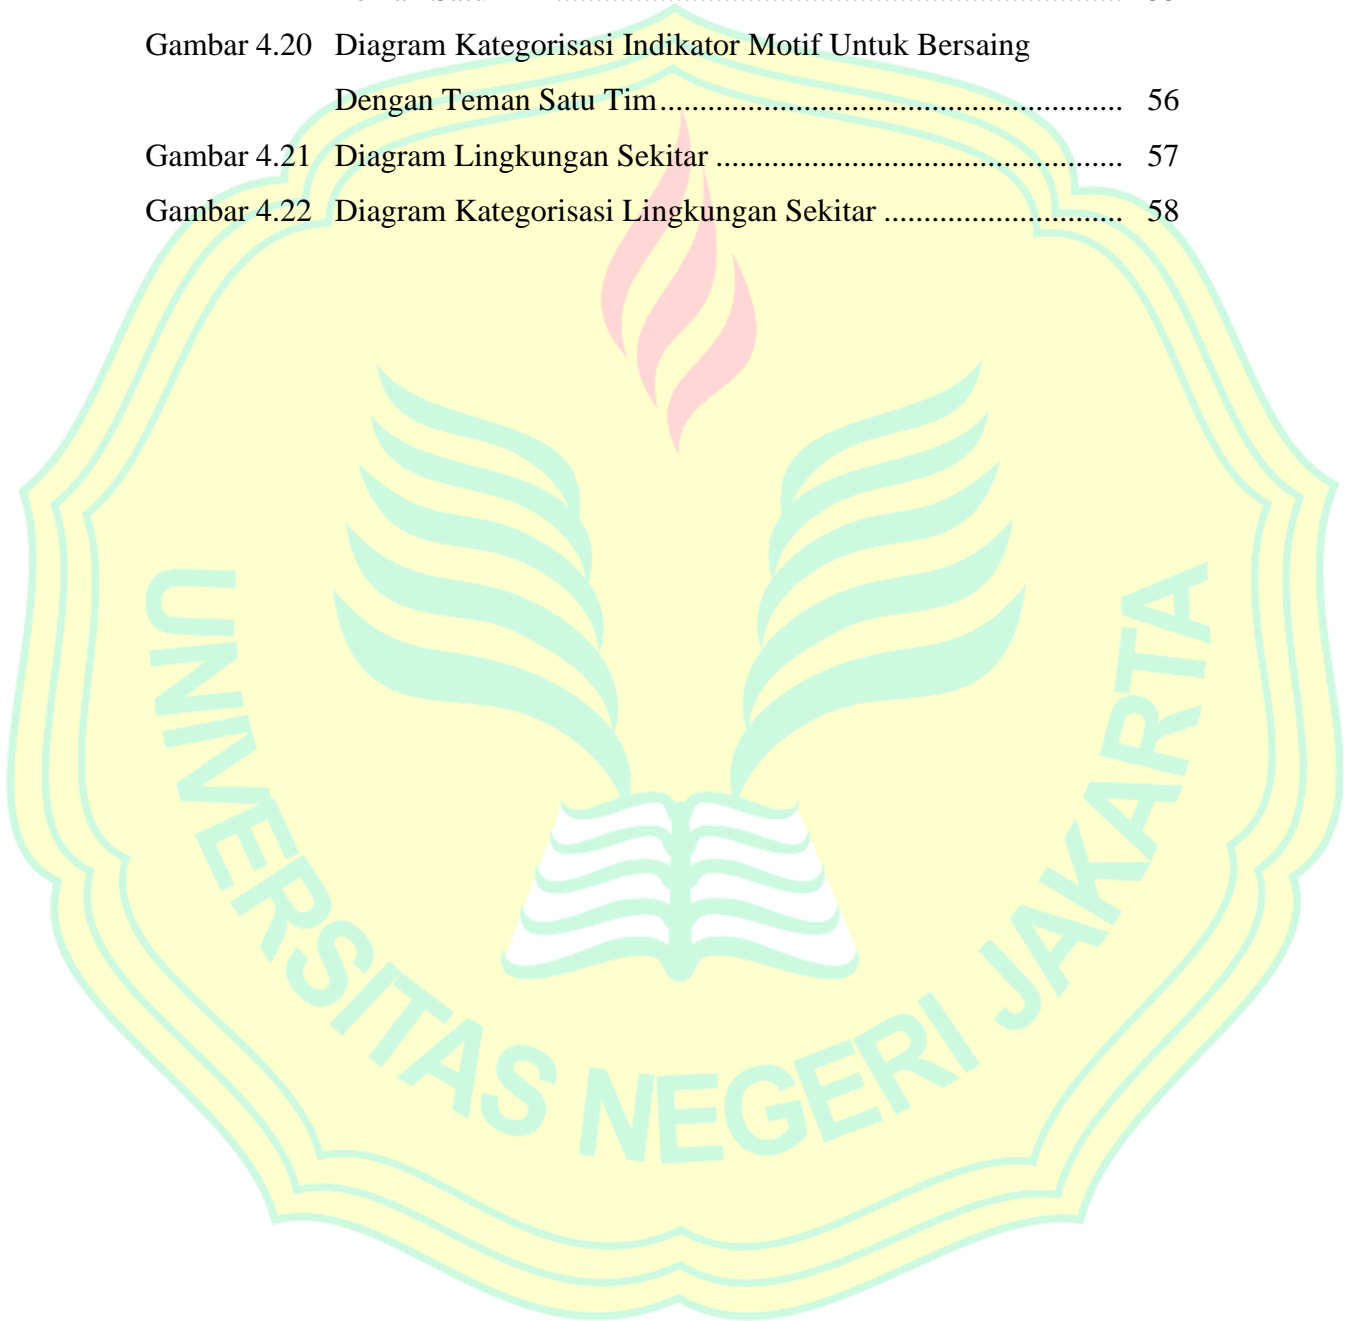 Gambar 4.20 Diagram Kategorisasi Indikator Motif Untuk Bersaing
Dengan Teman Satu Tim................................................. 56
Gambar 4.21 Diagram Lingkungan Sekitar ........................................... 57
Gambar 4.22 Diagram Kategorisasi Lingkungan Sekitar ......................... 58
UNIVERSITAS NEGERI JAKARTA